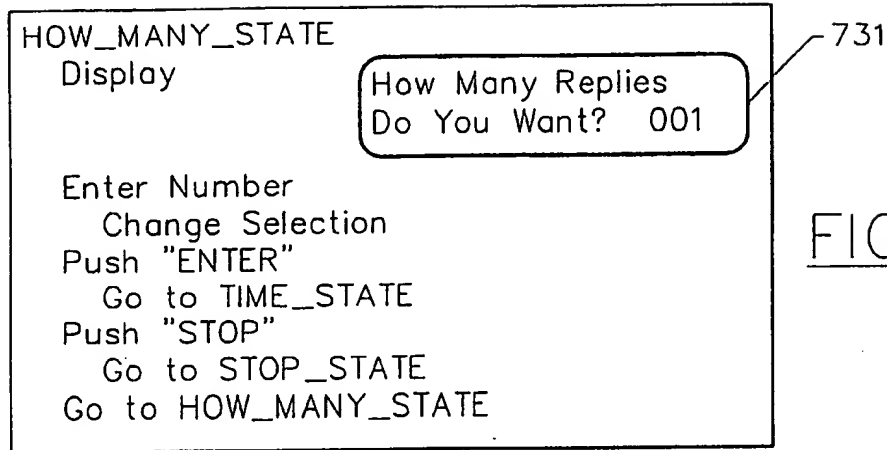 HOW_MANY_STATE
731
Display
How Many Replies
Do You Want? 001
Enter Number
Change Selection
Push "ENTER"
Go to TIME_STATE
Push "STOP"
Go to STOP_STATE
Go to HOW_MANY_STATE